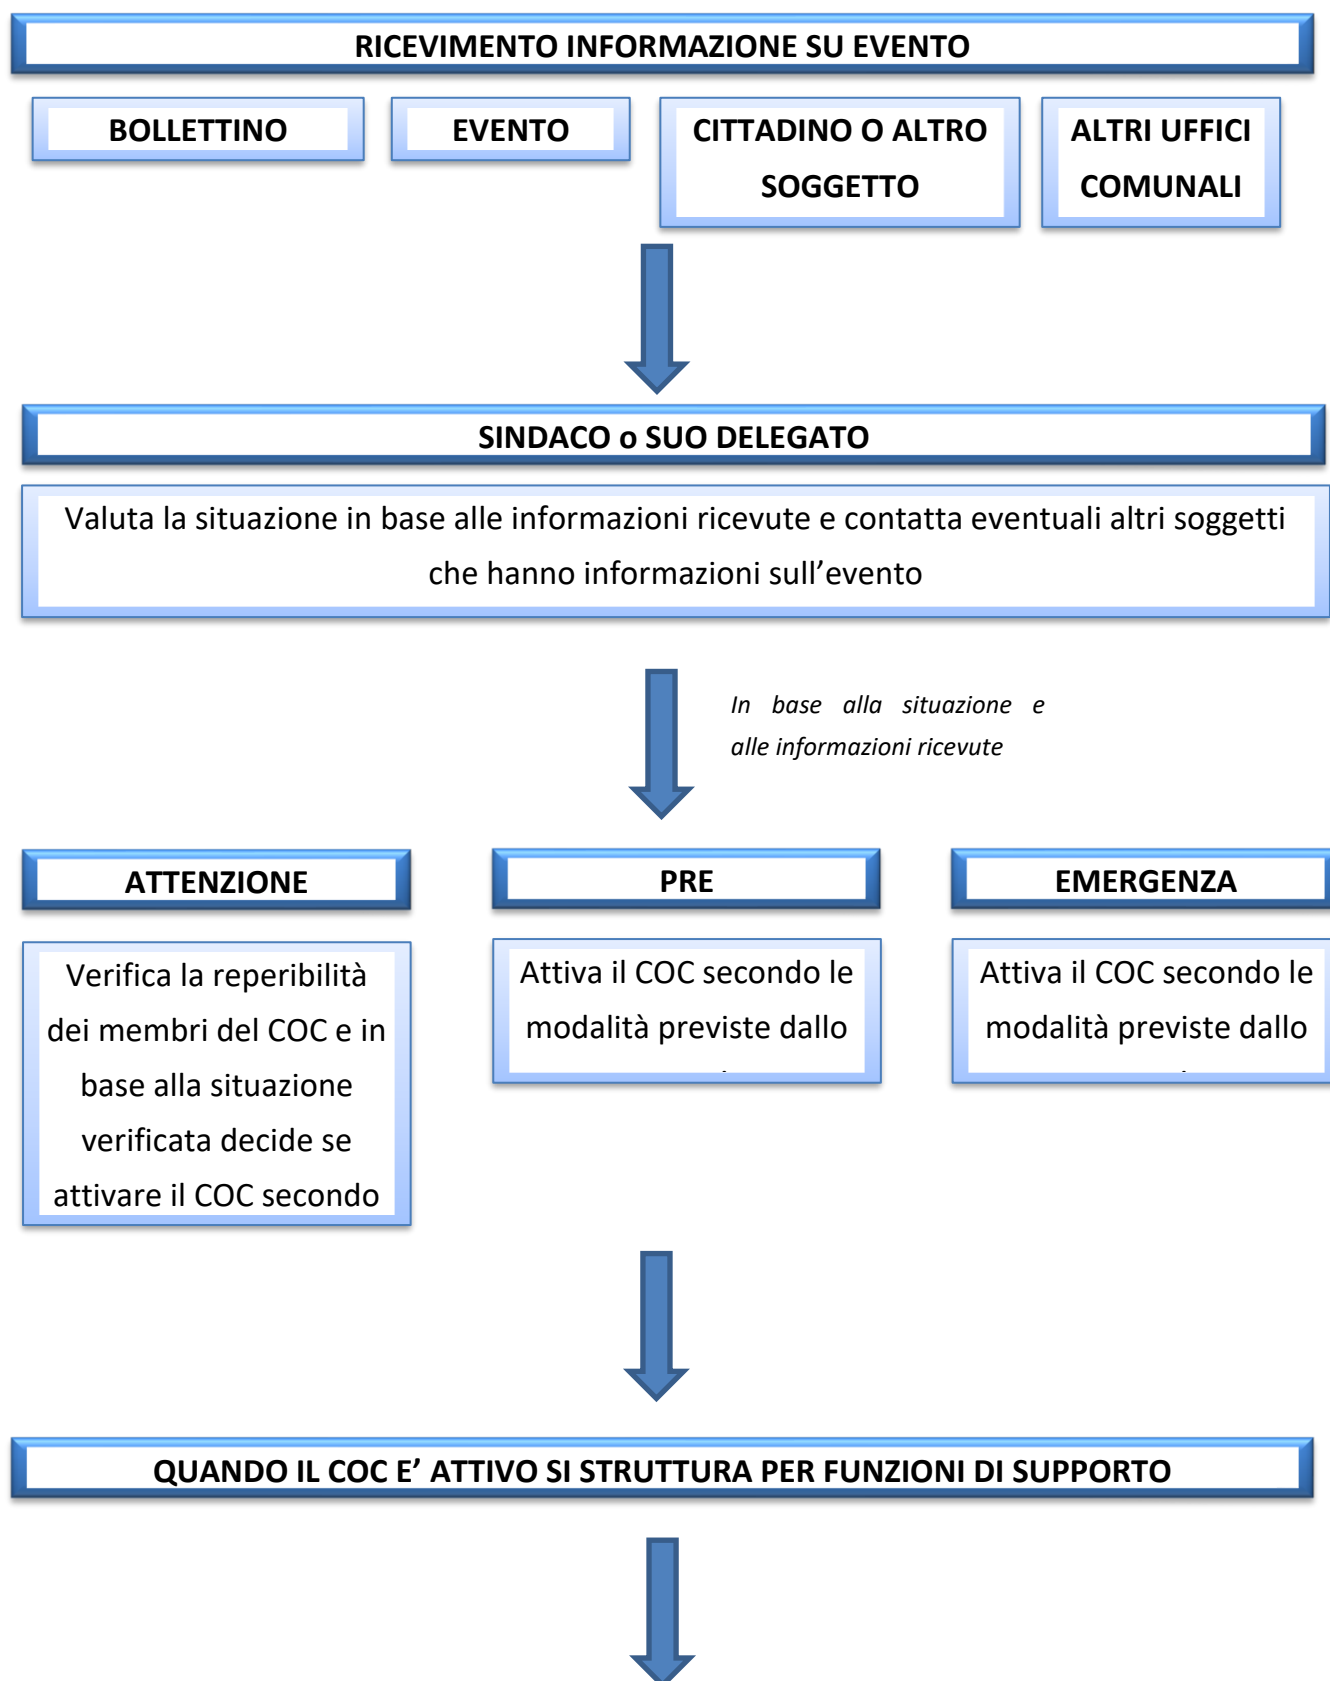 RICEVIMENTO INFORMAZIONE SU EVENTO
BOLLETTINO
EVENTO
CITTADINO O ALTRO
SOGGETTO
ALTRI UFFICI
COMUNALI
SINDACO o SUO DELEGATO
Valuta la situazione in base alle informazioni ricevute e contatta eventuali altri soggetti
che hanno informazioni sull’evento
In base alla situazione e
alle informazioni ricevute
ATTENZIONE
Verifica la reperibilità
dei membri del COC e in
base alla situazione
verificata decide se
attivare il COC secondo
PRE
Attiva il COC secondo le
modalità previste dallo
EMERGENZA
Attiva il COC secondo le
modalità previste dallo
QUANDO IL COC E’ ATTIVO SI STRUTTURA PER FUNZIONI DI SUPPORTO